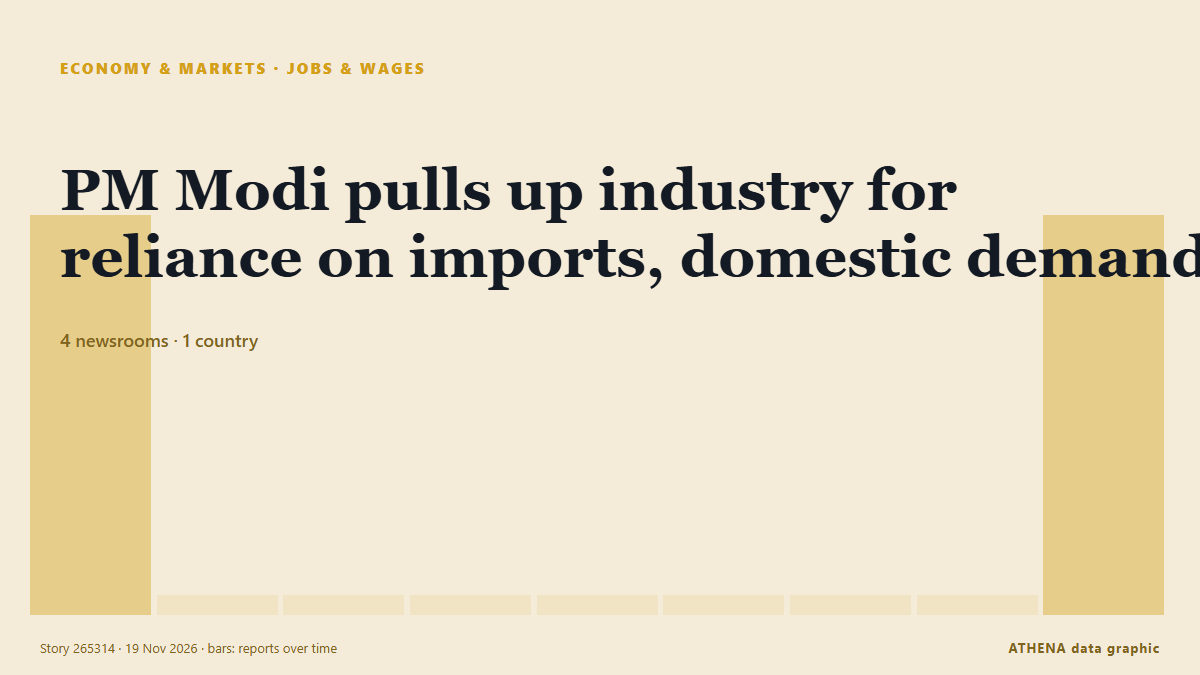 ECONOMY & MARKETS · JOBS & WAGES
PM Modi pulls up industry for
reliance on imports, domestic demand
4 newsrooms · 1 country
Story 265314 · 19 Nov 2026 · bars: reports over time
ATHENA data graphic